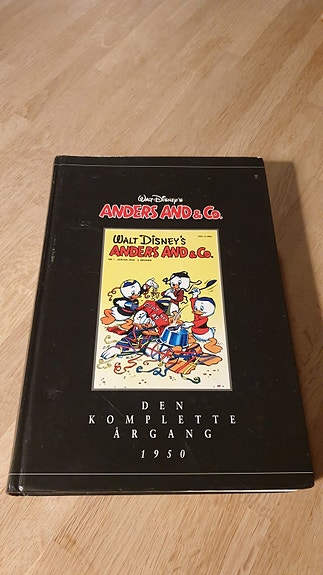 WALT DISNEY'S
ANDERS AND & CO.
WALT DISNEY'S
ANDERS AND & CO.
DEN
KOMPLETTE
ÅRGANG
1950